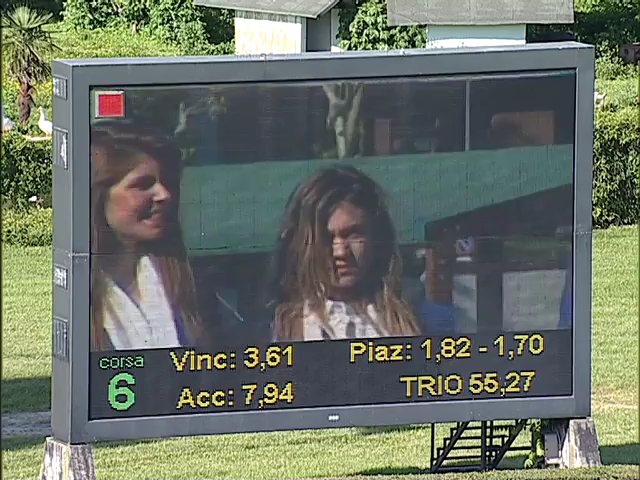 corsa
6
Vinc: 3,61
Piaz: 1,82 - 1,70
Acc: 7,94
TRIO 55,27